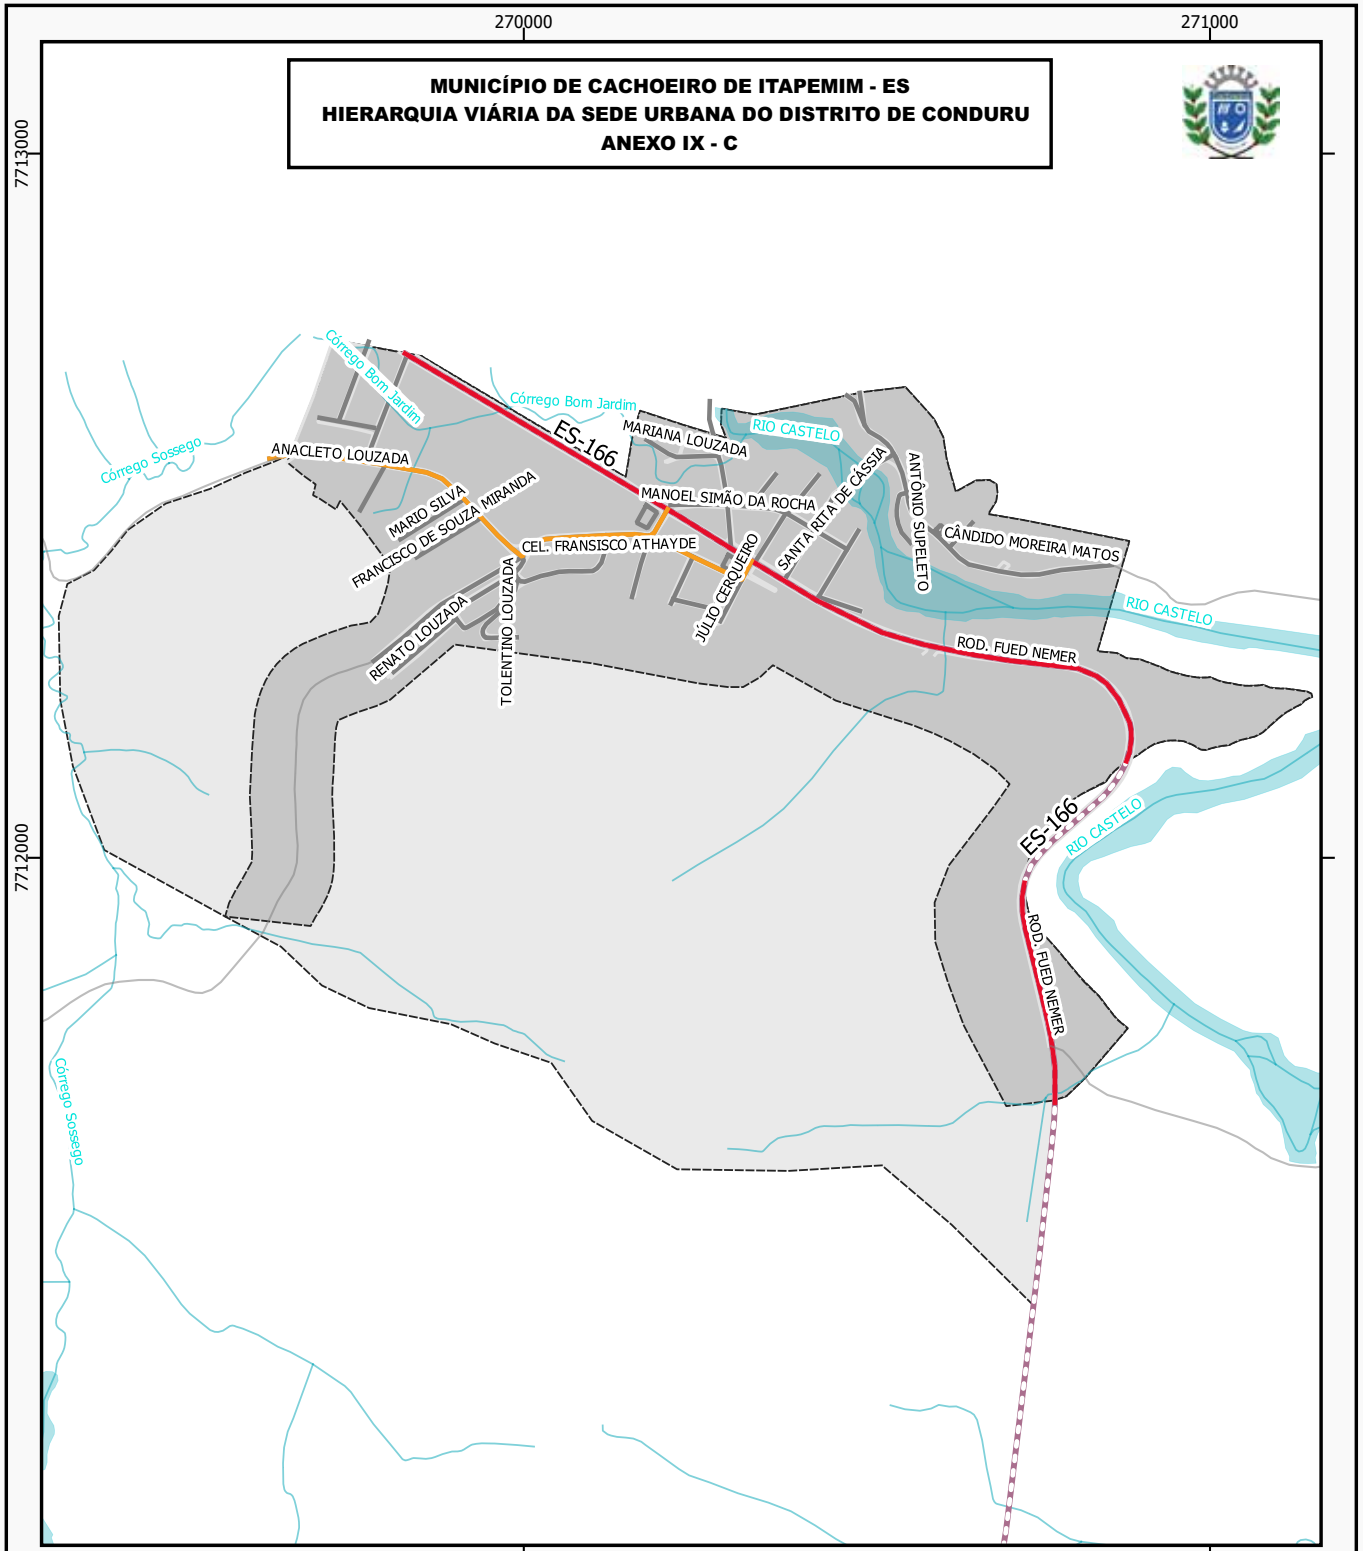 270000
271000
MUNICÍPIO DE CACHOEIRO DE ITAPEMIM - ES
HIERARQUIA VIÁRIA DA SEDE URBANA DO DISTRITO DE CONDURU
ANEXO IX - C
7713000
Córrego Bom Jardim
Córrego Bom Jardim
RIO CASTELO
ES-166
MARIANA LOUZADA
Córrego Sossego
ANACLETO LOUZADA
SANTA RITA DE CÁSSIA
ANTÔNIO SUPELETO
MARIO SILVA
FRANCISCO DE SOUZA MIRANDA
MANOEL SIMÃO DA ROCHA
CÂNDIDO MOREIRA MATOS
CEL. FRANSISCO ATHAYDE
JÚLIO CERQUEIRO
TOLENTINO LOUZADA
RENATO LOUZADA
RIO CASTELO
ROD. FUED NEMER
7712000
ES-166
RIO CASTELO
ROD. FUED NEMER
Córrego Sossego